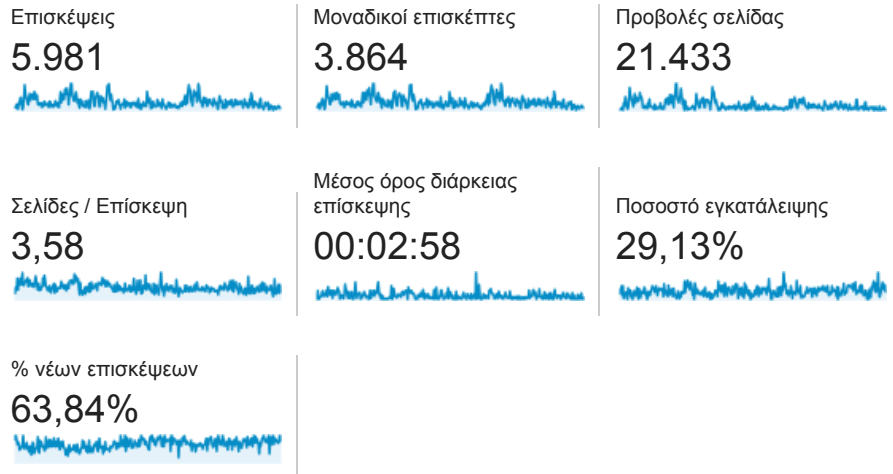 Επισκέψεις
5.981
Μοναδικοί επισκέπτες
3.864
Προβολές σελίδας
21.433
Σελίδες / Επίσκεψη
3,58
Μέσος όρος διάρκειας
επίσκεψης
00:02:58
Ποσοστό εγκατάλειψης
29,13%
% νέων επισκέψεων
63,84%